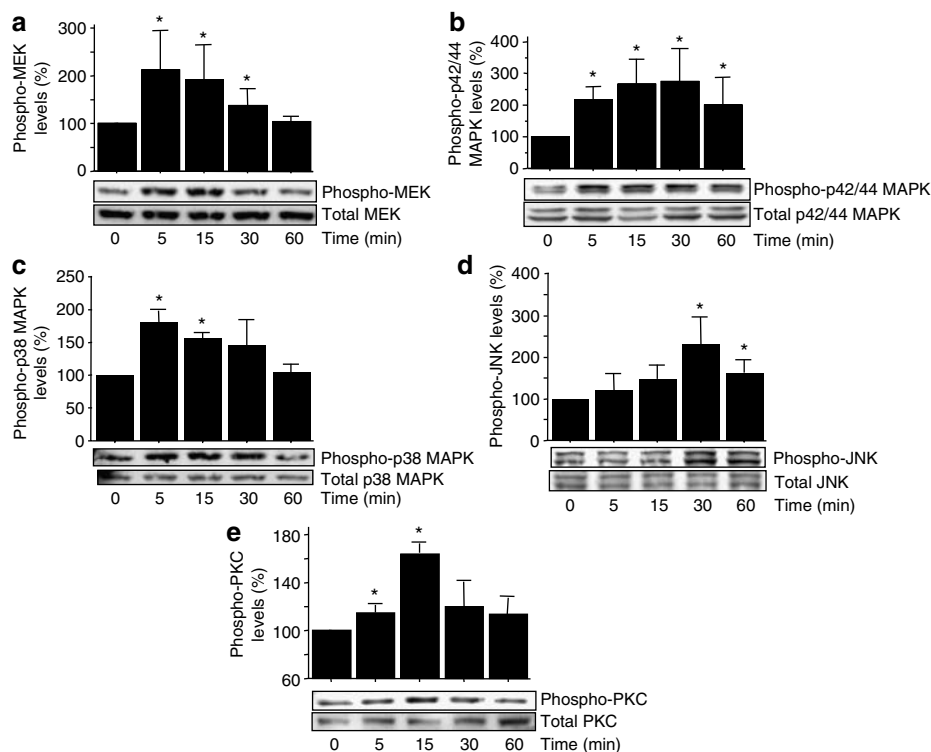 a
Phospho-MEK
levels (%)
300
200
100
0
* * *
Phospho-MEK
Total MEK
0 5 15 30 60 Time (min)
b
Phospho-p42/44
MAPK levels (%)
400
300
200
100
0
* * * *
Phospho-p42/44 MAPK
Total p42/44 MAPK
0 5 15 30 60 Time (min)
c
Phospho-p38 MAPK
levels (%)
250
200
150
100
50
0
* *
Phospho-p38 MAPK
Total p38 MAPK
0 5 15 30 60 Time (min)
d
Phospho-JNK levels (%)
400
300
200
100
0
* *
Phospho-JNK
Total JNK
0 5 15 30 60 Time (min)
e
Phospho-PKC
levels (%)
180
140
100
60
* *
Phospho-PKC
Total PKC
0 5 15 30 60 Time (min)